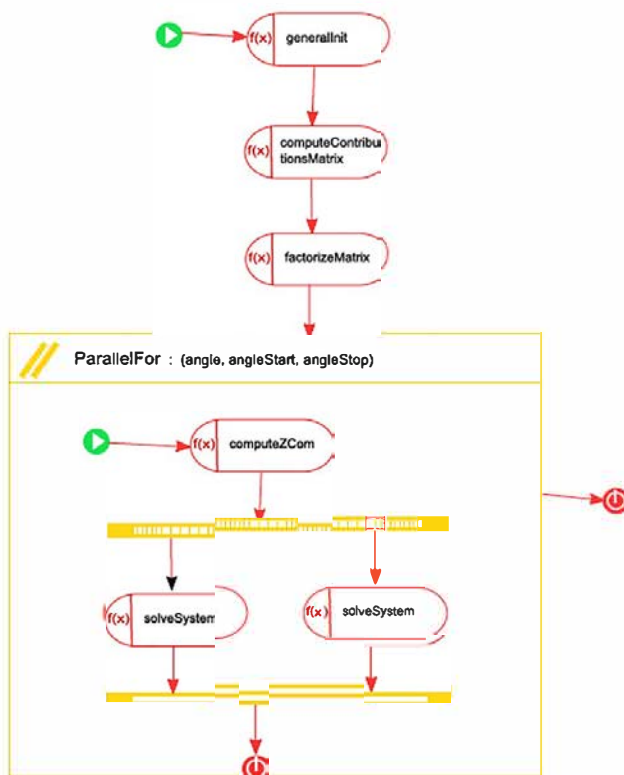 f(x) generalInit
f(x) computeContribu
tionsMatrix
f(x) factorizeMatrix
ParallelFor : (angle, angleStart, angleStop)
f(x) computeZCom
f(x) solveSystem
f(x) solveSystem